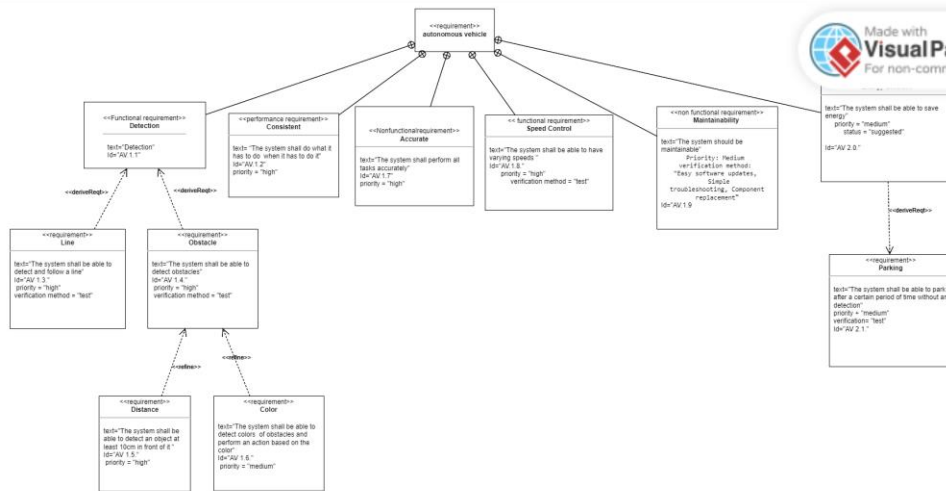 <<requirement>>
autonomous vehicle
Made with
VisualPa
For non-comm
<<Functional requirement>>
Detection
text="Detection"
Id="AV 1.1"
<<performance requirement>>
Consistent
text= "The system shall do what it
has to do when it has to do it"
Id="AV 1.2"
priority = "high"
<<Nonfunctionalrequirement>>
Accurate
text="The system shall perform all
tasks accurately"
Id="AV 1.7"
priority = "high"
<< functional requirement>>
Speed Control
text="The system shall be able to have
varying speeds "
Id="AV 1.8."
priority = "high"
verification method = "test"
<<non functional requirement>>
Maintainability
text="The system should be
maintainable"
Priority: Medium
verification method:
"Easy software updates,
Simple
troubleshooting, Component
replacement"
Id="AV.1.9
text="The system shall be able to save
energy"
priority = "medium"
status = "suggested"
Id="AV 2.0."
<<deriveReqt>>
<<deriveReqt>>
<<deriveReqt>>
<<requirement>>
Line
text="The system shall be able to
detect and follow a line"
Id="AV 1.3."
priority = "high"
verification method = "test"
<<requirement>>
Obstacle
text="The system shall be able to
detect obstacles"
Id="AV 1.4."
priority = "high"
verification method = "test"
<<requirement>>
Parking
text="The system shall be able to park
after a certain period of time without
detection"
priority = "medium"
verification= "test"
Id="AV 2.1."
<<refine>>
<<refine>>
<<requirement>>
Distance
text="The system shall be
able to detect an object at
least 10cm in front of it "
Id="AV 1.5."
priority = "high"
<<requirement>>
Color
text="The system shall be able to
detect colors of obstacles and
perform an action based on the
color"
Id="AV 1.6."
priority = "medium"